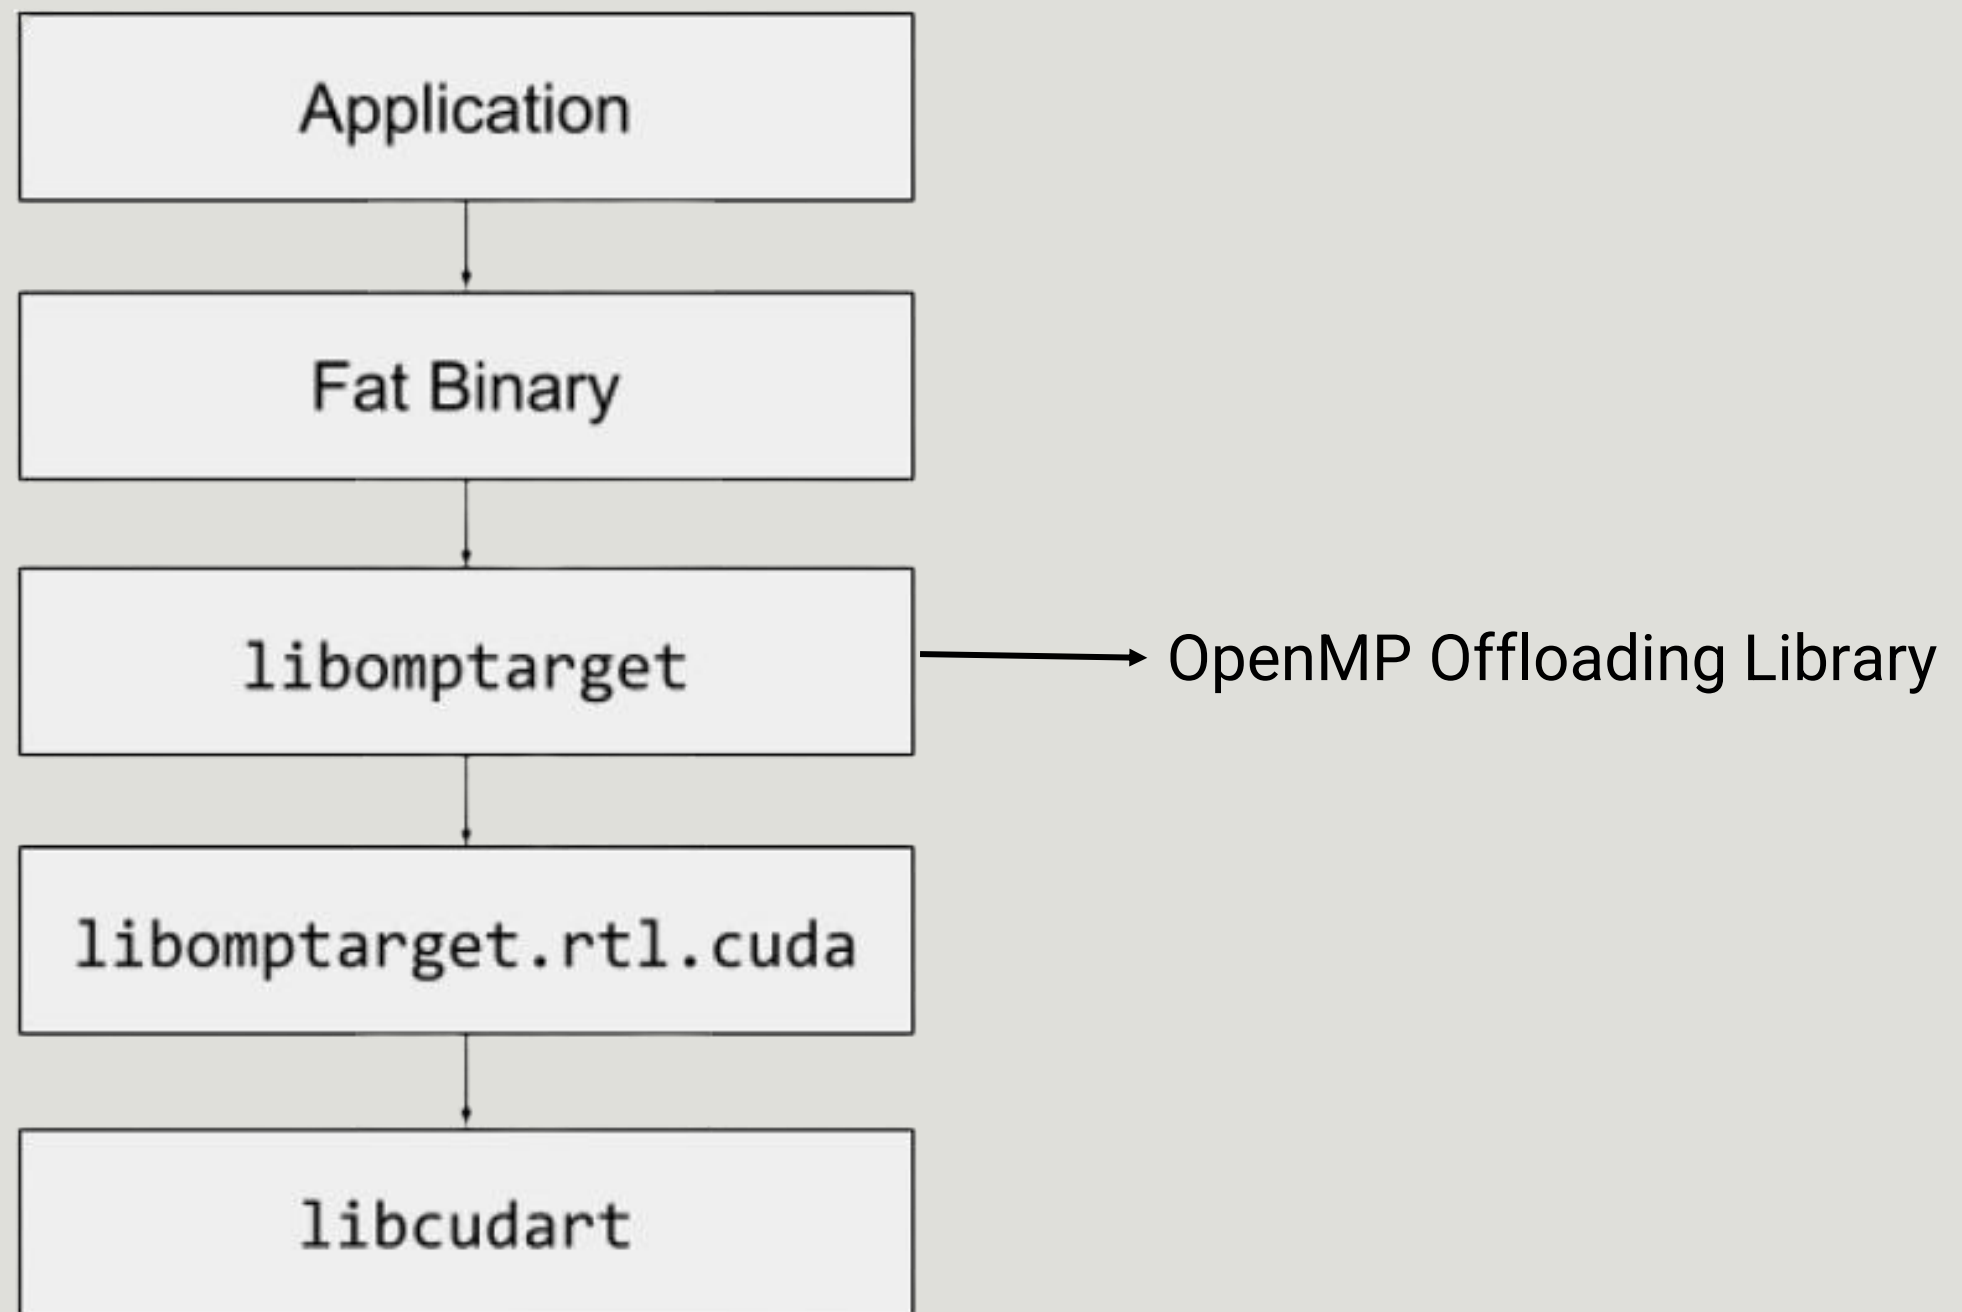 Application
Fat Binary
libomptarget
OpenMP Offloading Library
libomptarget.rtl.cuda
libcudart